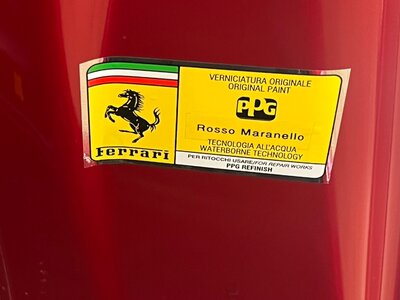 VERNICIATURA ORIGINALE
ORIGINAL PAINT
PPG
Rosso Maranello
TECNOLOGIA ALL'ACQUA
WATERBORNE TECHNOLOGY
Ferrari
PER RITOCCHI USARE/FOR REPAIR WORKS
PPG REFINISH